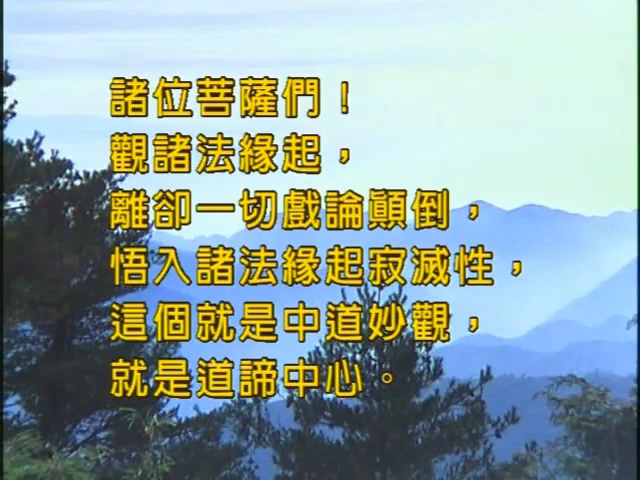 諸位菩薩們！
觀諸法緣起，
離卻一切戲論顛倒，
悟入諸法緣起寂滅性，
這個就是中道妙觀，
就是道諦中心。